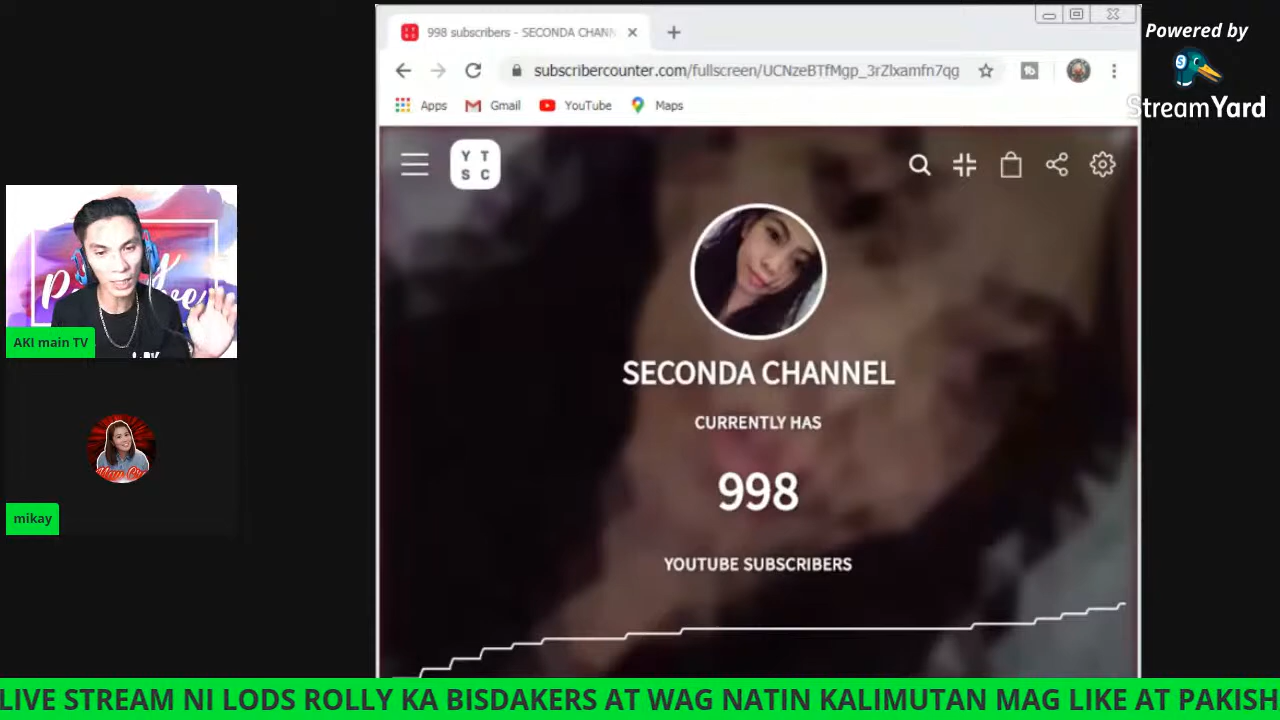 998 subscribers - SECONDA CHANN
subscribercounter.com/fullscreen/UCNzeBTfMgp_3rZlxamfn7qg
Apps Gmail YouTube Maps
Powered by
StreamYard
Y T
S C
SECONDA CHANNEL
CURRENTLY HAS
998
YOUTUBE SUBSCRIBERS
AKI main TV
mikay
LIVE STREAM NI LODS ROLLY KA BISDAKERS AT WAG NATIN KALIMUTAN MAG LIKE AT PAKISH